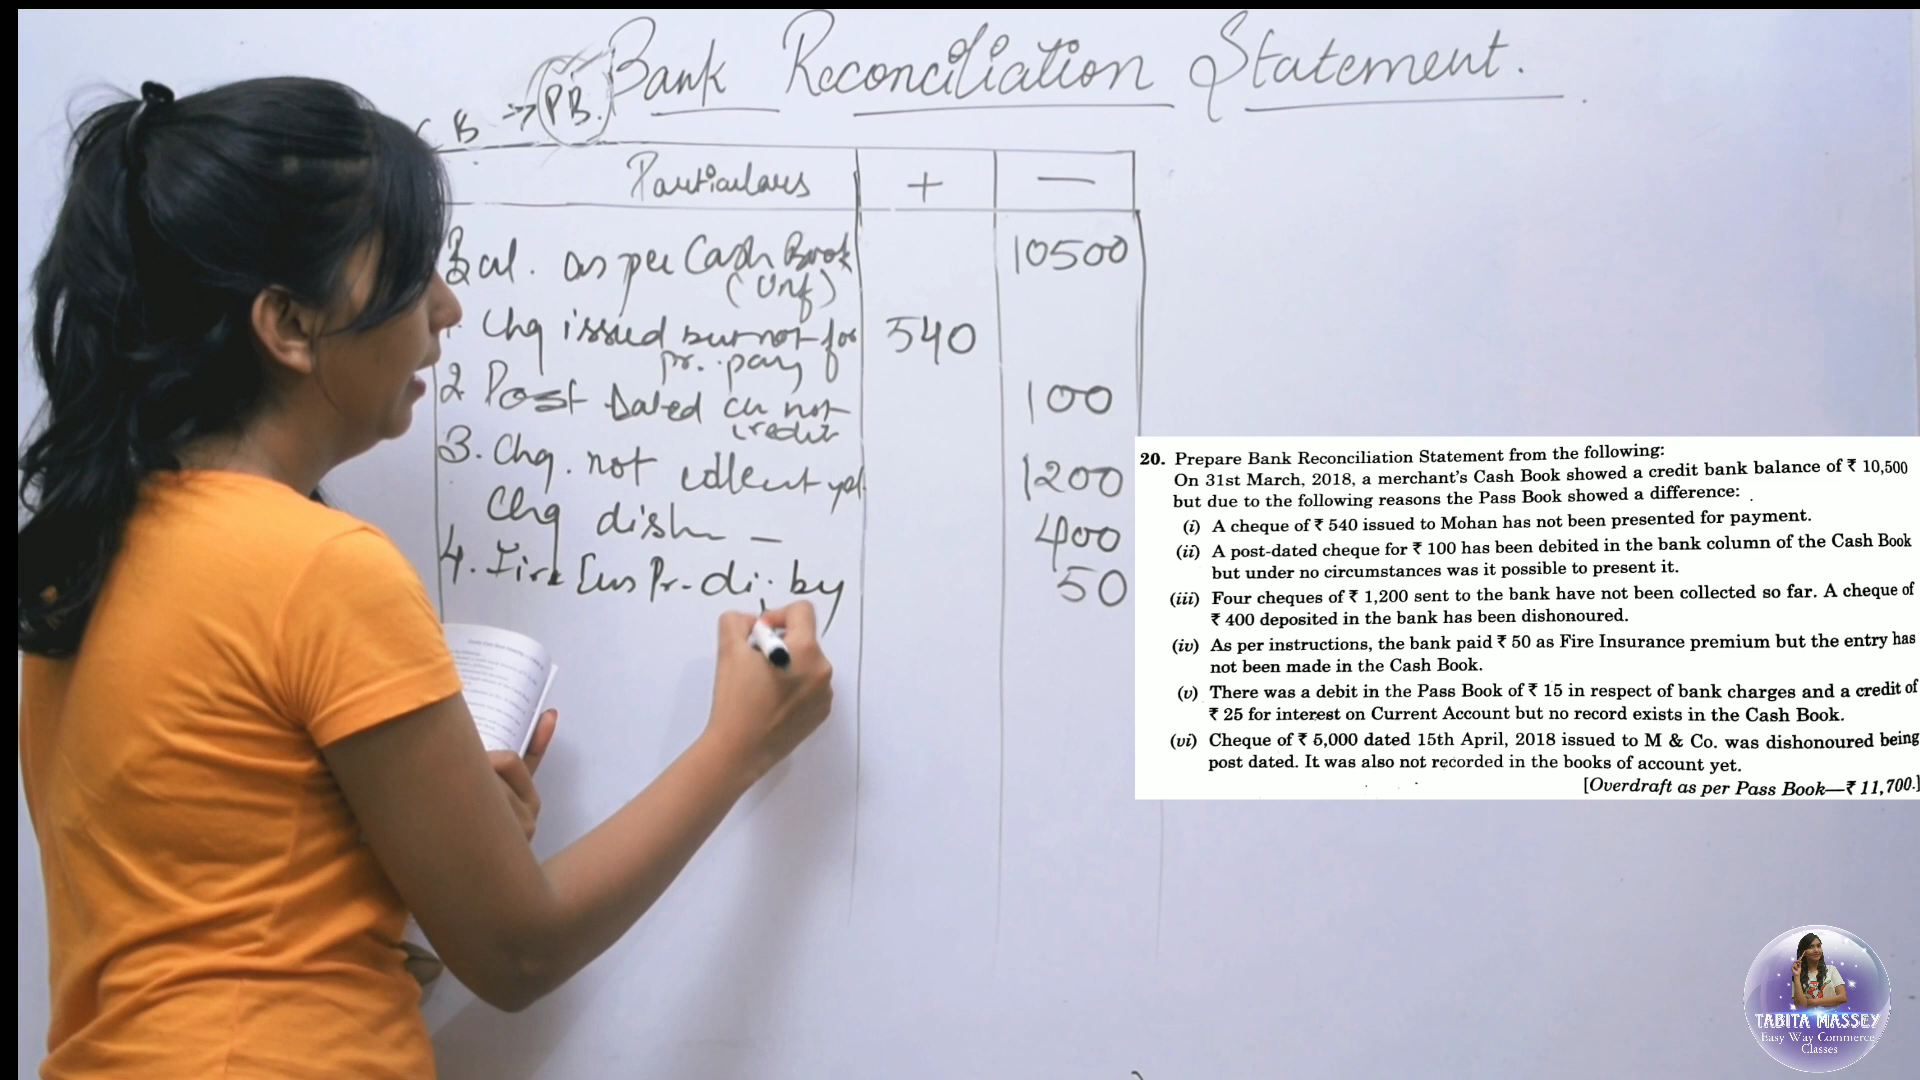 Bank Reconciliation Statement.
CB → PB.
Particulars + —
Bal. as per Cash Book 10500
(Unf)
1. Chq issued but not for 540
pr. pay
2 Post Dated ch not 100
credit
3. Chq. not collect yet 1200
Chq dish — 400
4. Fire Ins Pr. di. by 50
20. Prepare Bank Reconciliation Statement from the following:
On 31st March, 2018, a merchant's Cash Book showed a credit bank balance of ₹ 10,500
but due to the following reasons the Pass Book showed a difference:
(i) A cheque of ₹ 540 issued to Mohan has not been presented for payment.
(ii) A post-dated cheque for ₹ 100 has been debited in the bank column of the Cash Book
but under no circumstances was it possible to present it.
(iii) Four cheques of ₹ 1,200 sent to the bank have not been collected so far. A cheque of
₹ 400 deposited in the bank has been dishonoured.
(iv) As per instructions, the bank paid ₹ 50 as Fire Insurance premium but the entry has
not been made in the Cash Book.
(v) There was a debit in the Pass Book of ₹ 15 in respect of bank charges and a credit of
₹ 25 for interest on Current Account but no record exists in the Cash Book.
(vi) Cheque of ₹ 5,000 dated 15th April, 2018 issued to M & Co. was dishonoured being
post dated. It was also not recorded in the books of account yet.
[Overdraft as per Pass Book—₹ 11,700.]
TABITA MASSEY
Easy Way Commerce
Classes